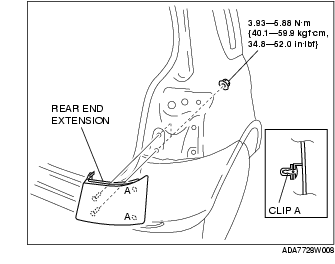 3.93—5.88 N·m
{40.1—59.9 kgf·cm,
34.8—52.0 in·lbf}
REAR END
EXTENSION
A
A
CLIP A
ADA7728W008